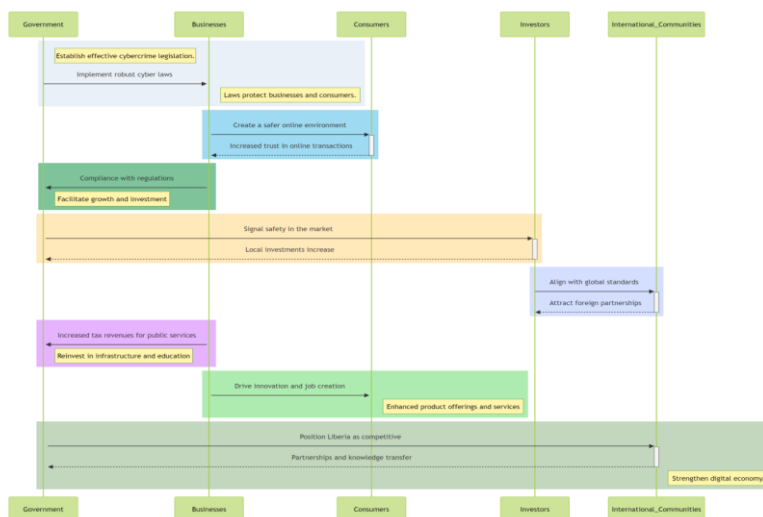 Government Businesses Consumers Investors International_Communities
Establish effective cybercrime legislation.
Implement robust cyber laws
Laws protect businesses and consumers.
Create a safer online environment
Increased trust in online transactions
Compliance with regulations
Facilitate growth and investment
Signal safety in the market
Local investments increase
Align with global standards
Attract foreign partnerships
Increased tax revenues for public services
Reinvest in infrastructure and education
Drive innovation and job creation
Enhanced product offerings and services
Position Liberia as competitive
Partnerships and knowledge transfer
Strengthen digital economy.
Government Businesses Consumers Investors International_Communities